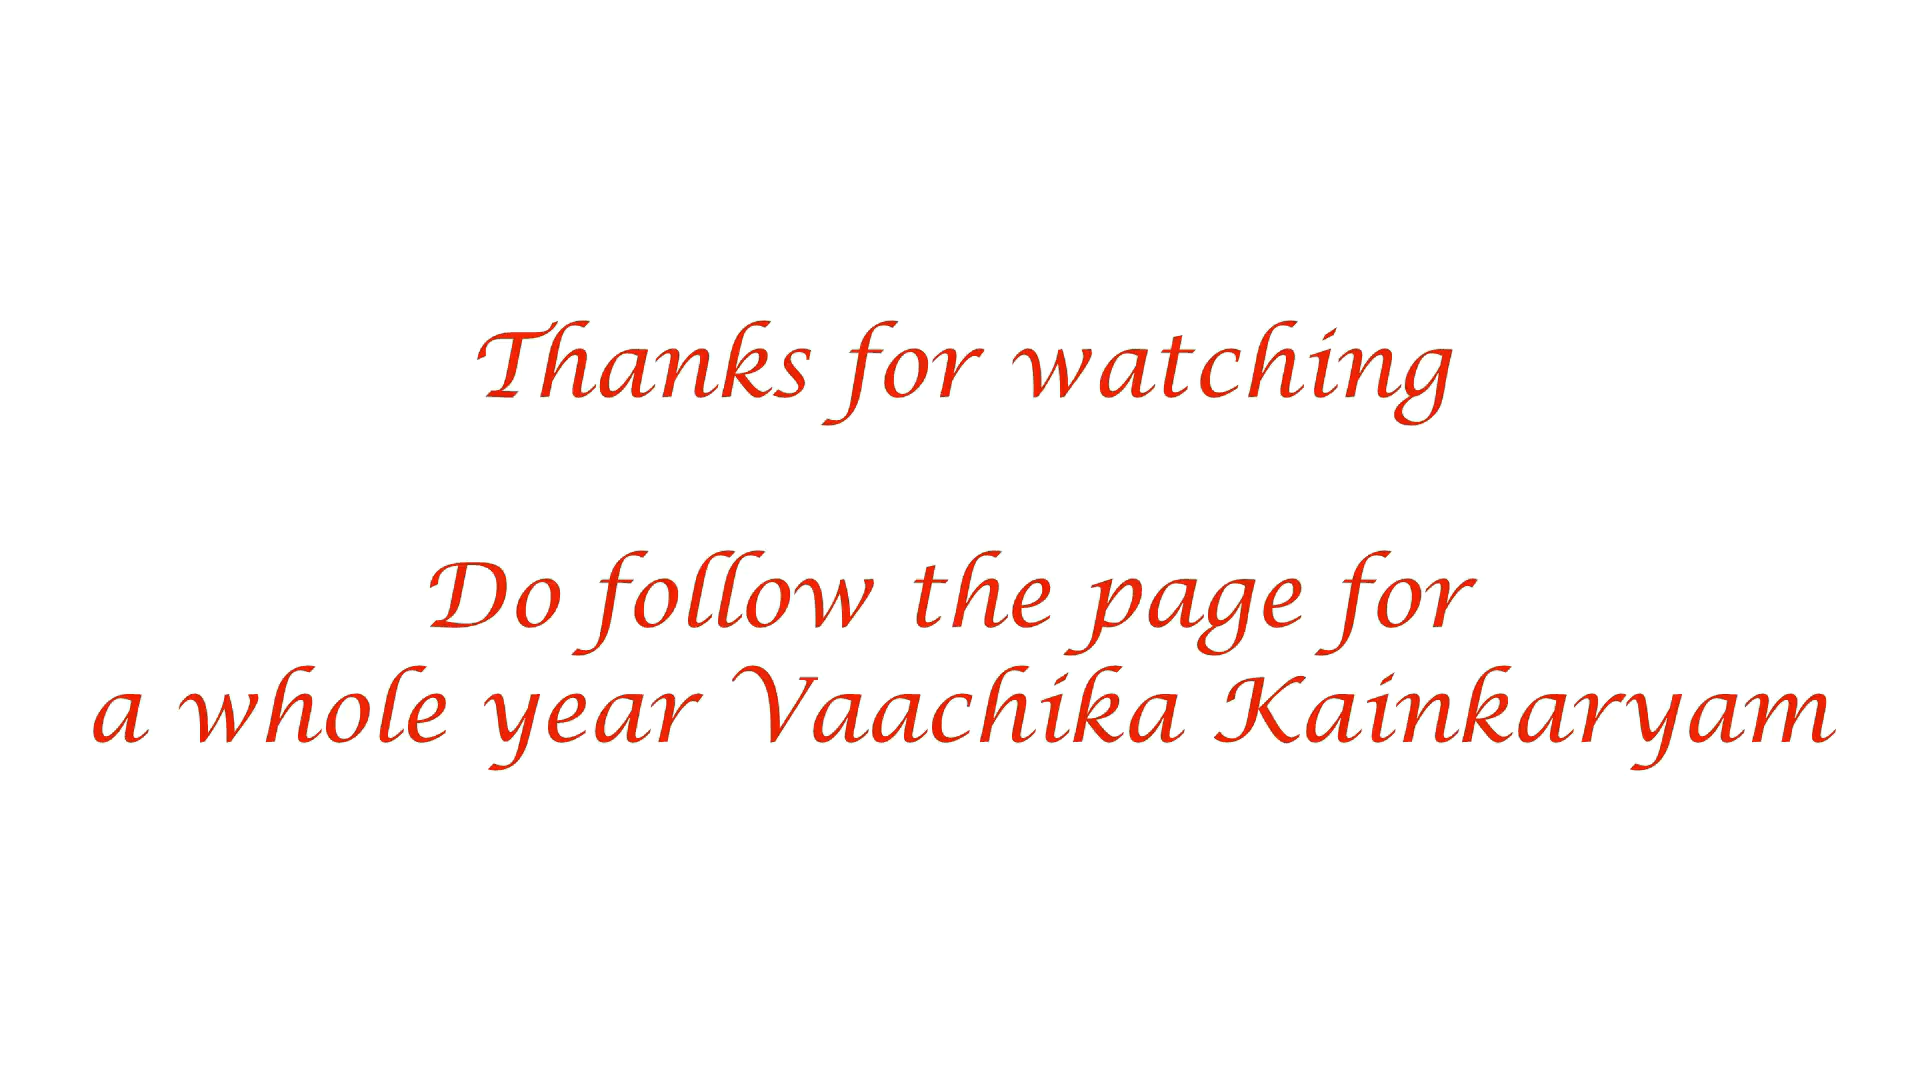 Thanks for watching
Do follow the page for
a whole year Vaachika Kainkaryam